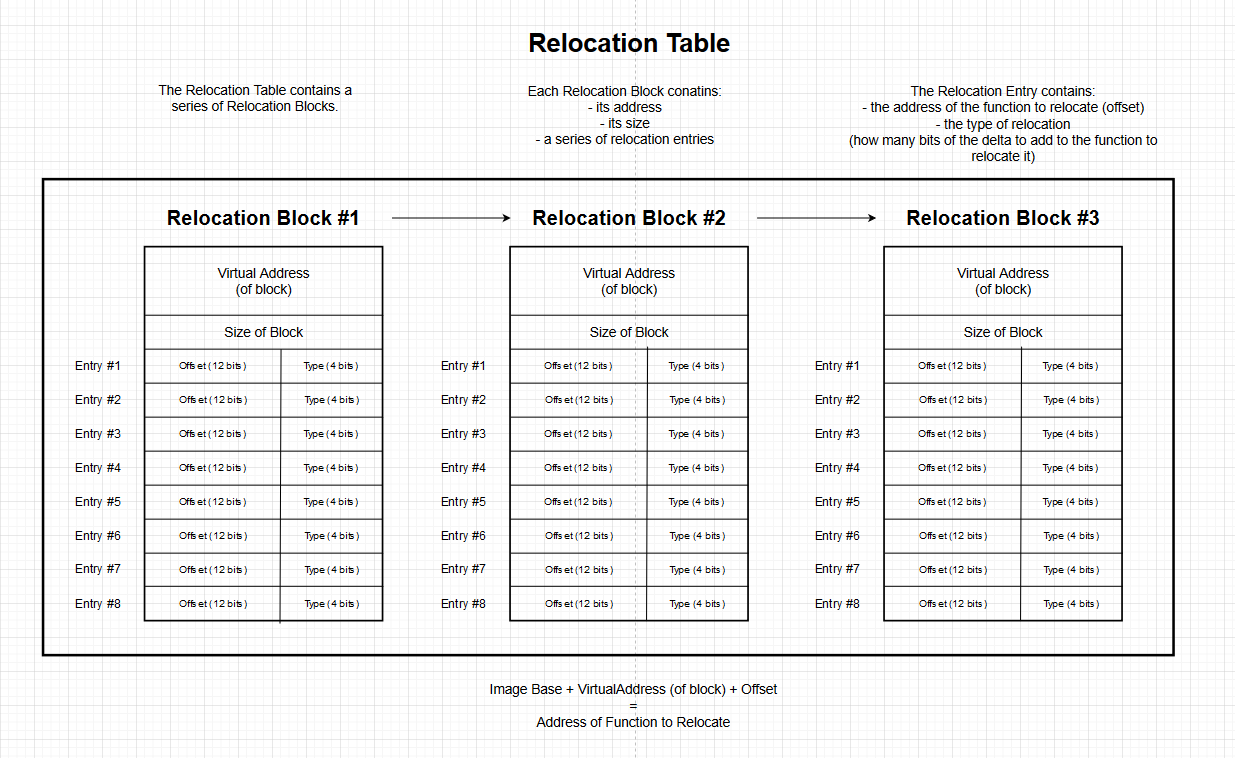 Relocation Table
The Relocation Table contains a
series of Relocation Blocks.
Each Relocation Block conatins:
- its address
- its size
- a series of relocation entries
The Relocation Entry contains:
- the address of the function to relocate (offset)
- the type of relocation
(how many bits of the delta to add to the function to
relocate it)
Relocation Block #1
Virtual Address
(of block)
Size of Block
Entry #1 Offset (12 bits) Type (4 bits)
Entry #2 Offset (12 bits) Type (4 bits)
Entry #3 Offset (12 bits) Type (4 bits)
Entry #4 Offset (12 bits) Type (4 bits)
Entry #5 Offset (12 bits) Type (4 bits)
Entry #6 Offset (12 bits) Type (4 bits)
Entry #7 Offset (12 bits) Type (4 bits)
Entry #8 Offset (12 bits) Type (4 bits)
Relocation Block #2
Virtual Address
(of block)
Size of Block
Entry #1 Offset (12 bits) Type (4 bits)
Entry #2 Offset (12 bits) Type (4 bits)
Entry #3 Offset (12 bits) Type (4 bits)
Entry #4 Offset (12 bits) Type (4 bits)
Entry #5 Offset (12 bits) Type (4 bits)
Entry #6 Offset (12 bits) Type (4 bits)
Entry #7 Offset (12 bits) Type (4 bits)
Entry #8 Offset (12 bits) Type (4 bits)
Relocation Block #3
Virtual Address
(of block)
Size of Block
Entry #1 Offset (12 bits) Type (4 bits)
Entry #2 Offset (12 bits) Type (4 bits)
Entry #3 Offset (12 bits) Type (4 bits)
Entry #4 Offset (12 bits) Type (4 bits)
Entry #5 Offset (12 bits) Type (4 bits)
Entry #6 Offset (12 bits) Type (4 bits)
Entry #7 Offset (12 bits) Type (4 bits)
Entry #8 Offset (12 bits) Type (4 bits)
Image Base + VirtualAddress (of block) + Offset
=
Address of Function to Relocate